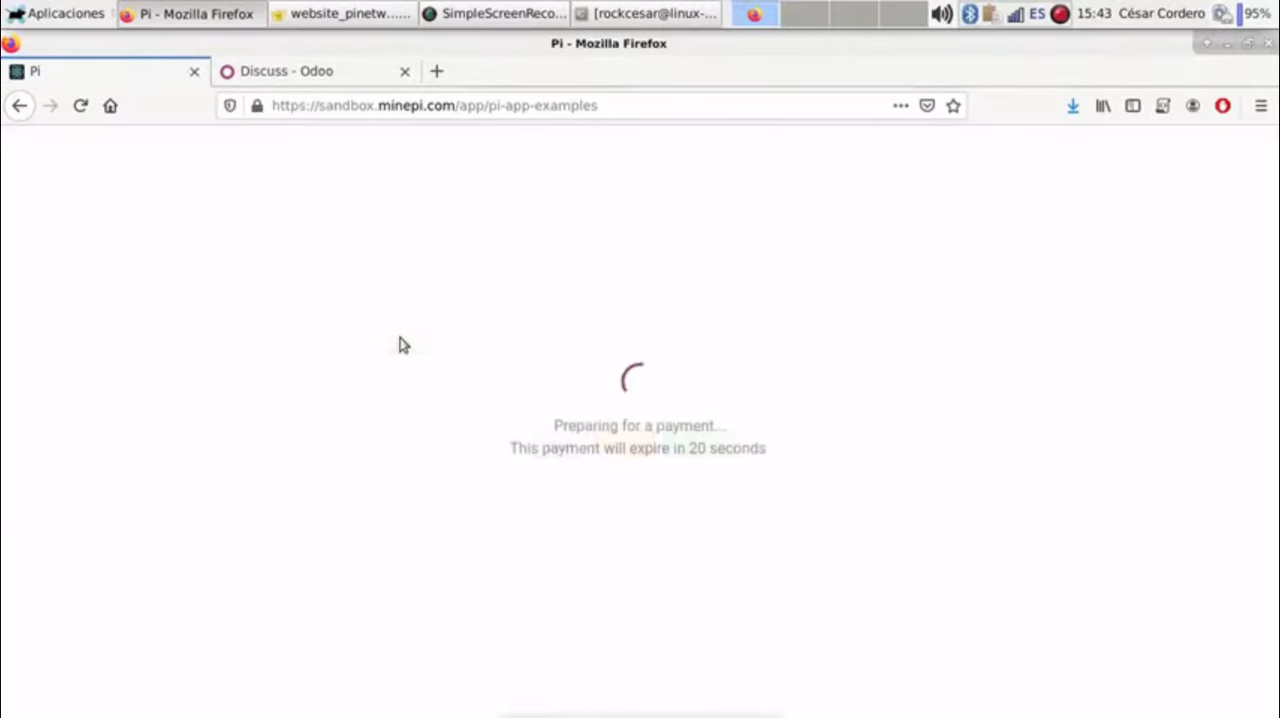 Aplicaciones
Pi - Mozilla Firefox
website_pinetw......
SimpleScreenReco...
[rockcesar@linux-...
ES
15:43
César Cordero
95%
Pi - Mozilla Firefox
Pi
Discuss - Odoo
https://sandbox.minepi.com/app/pi-app-examples
Preparing for a payment...
This payment will expire in 20 seconds